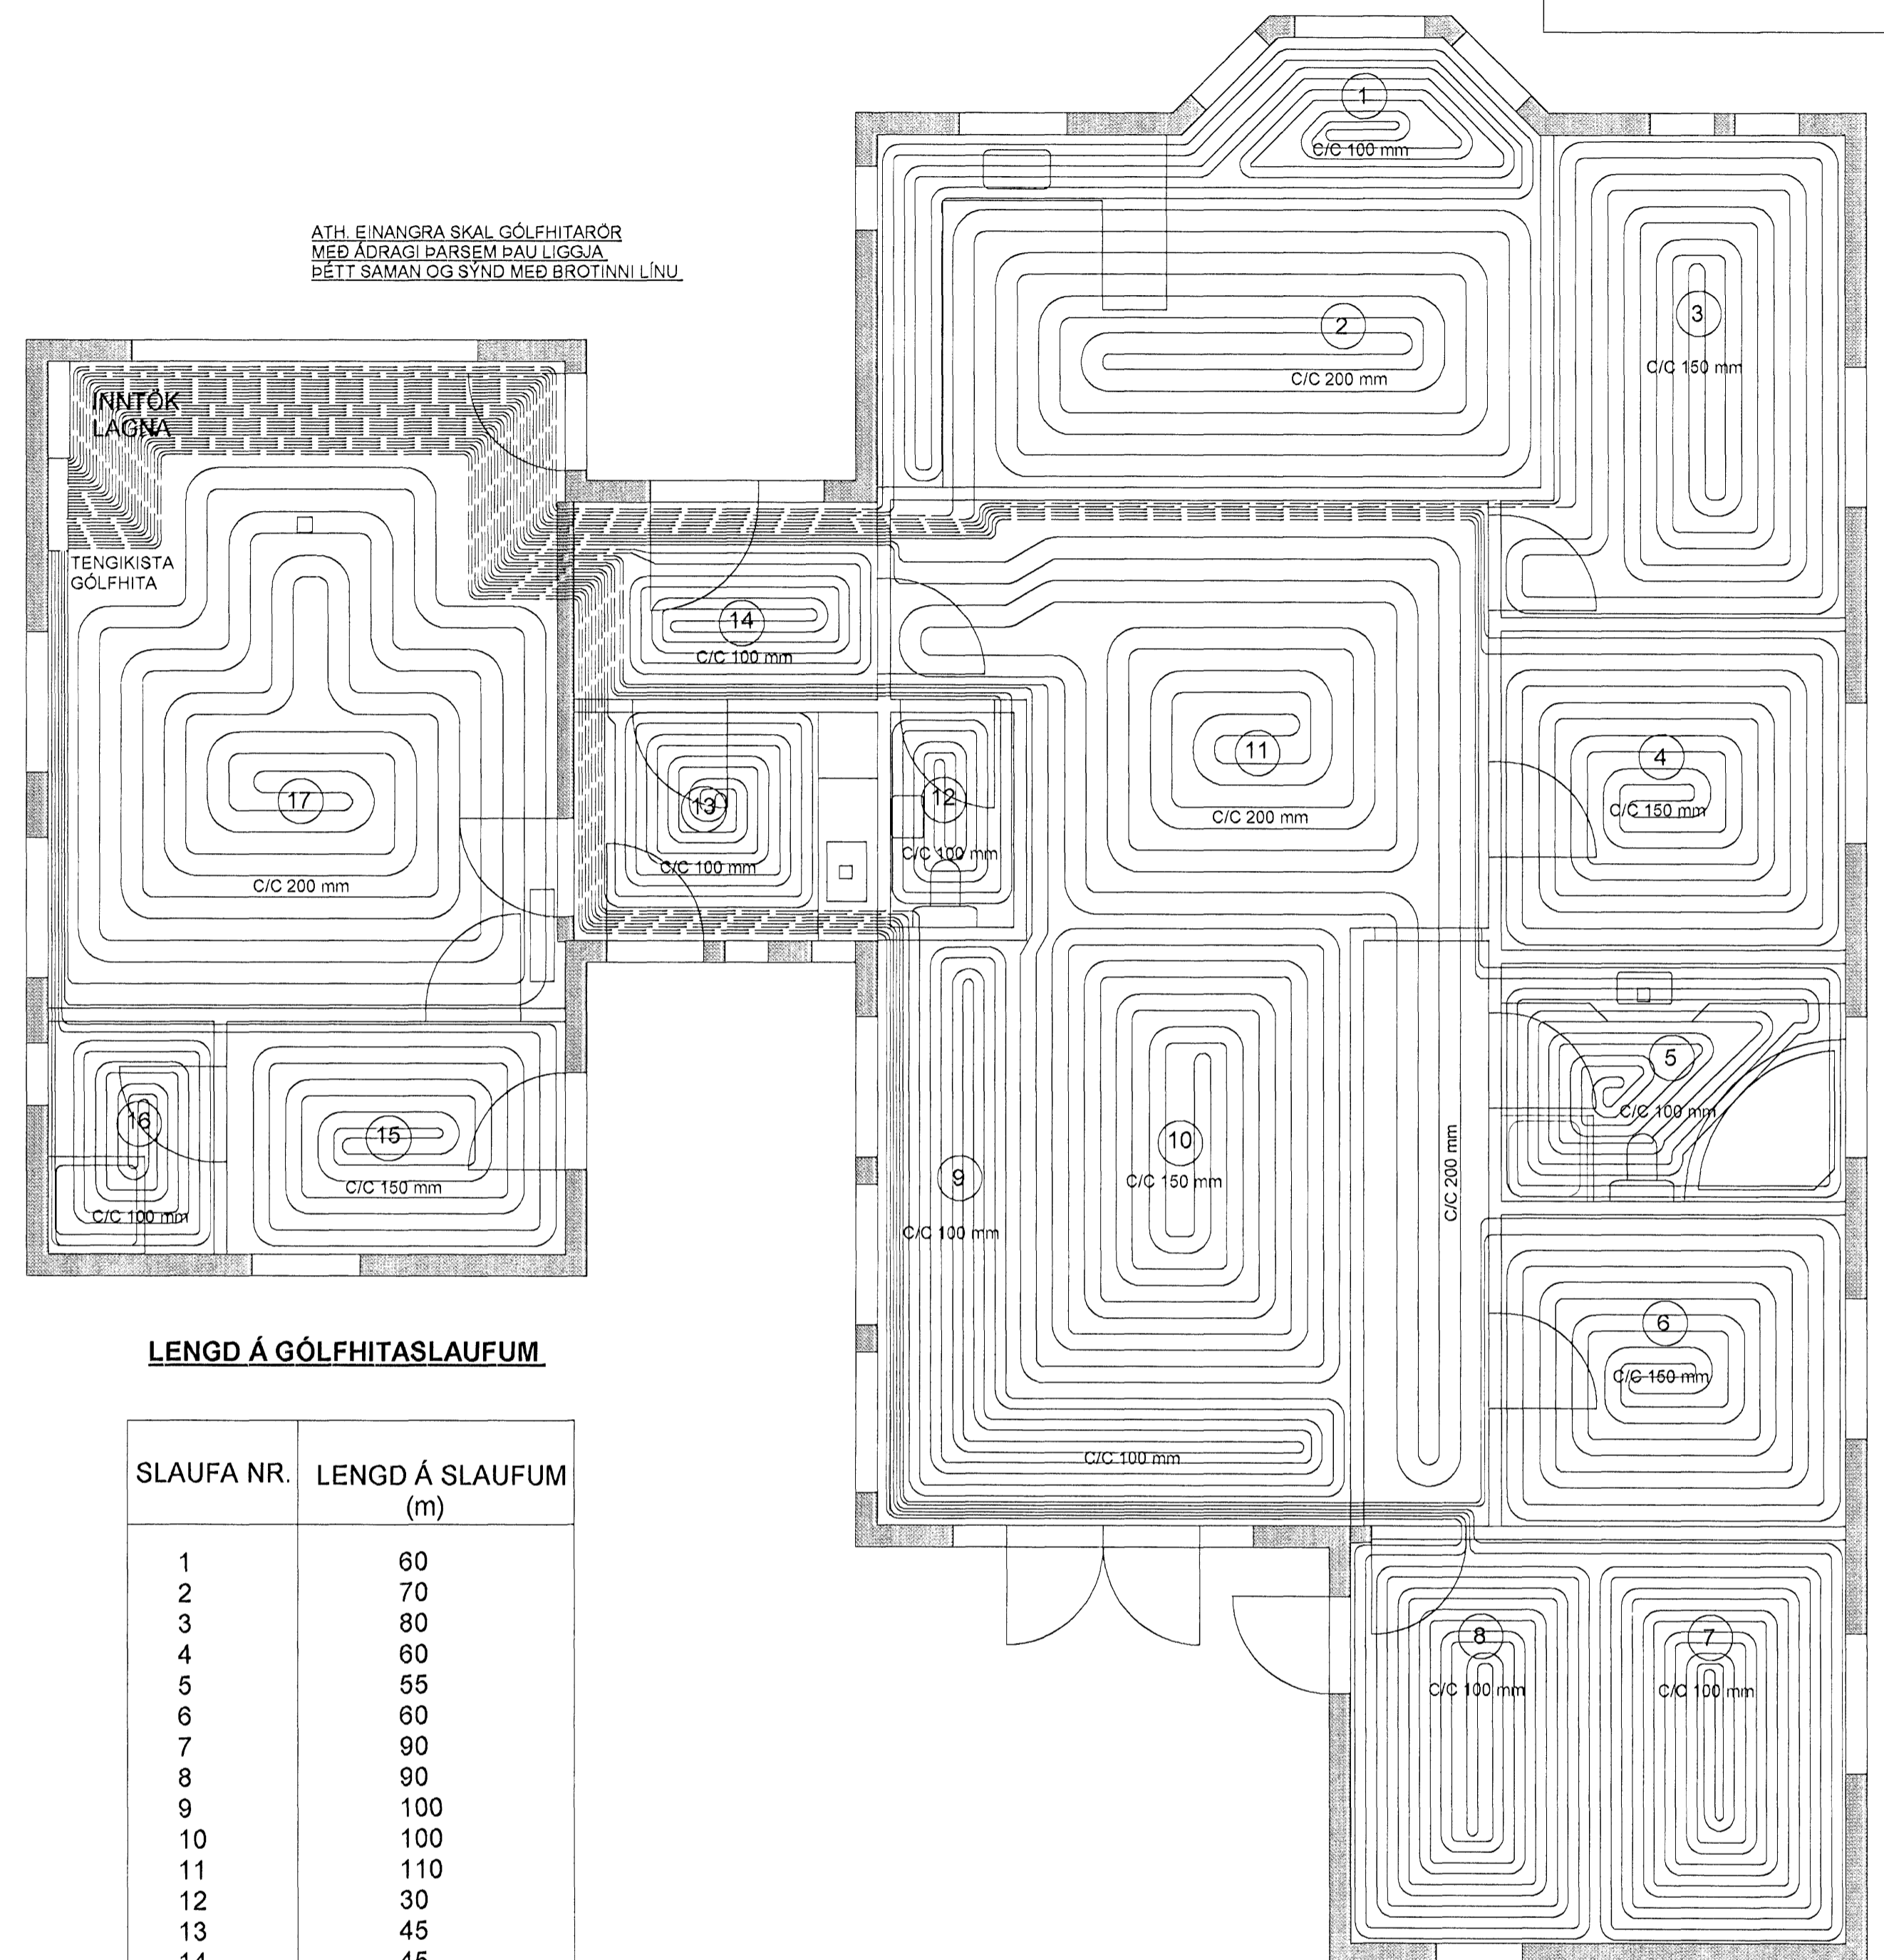 1
C/C 100 mm
ATH. EINANGRA SKAL GÓLFHITARÖR
MEÐ ÁDRAGI ÞARSEM ÞAU LIGGJA
ÞÉTT SAMAN OG SÝND MEÐ BROTINNI LÍNU
2
C/C 200 mm
3
C/C 150 mm
INNTÖK
LAGNA
TENGIKISTA
GÓLFHITA
14
C/C 100 mm
11
C/C 200 mm
4
C/C 150 mm
17
C/C 200 mm
13
C/C 100 mm
12
C/C 100 mm
5
C/C 100 mm
16
C/C 100 mm
15
C/C 150 mm
9
C/C 100 mm
10
C/C 150 mm
C/C 200 mm
6
C/C 150 mm
C/C 100 mm
8
C/C 100 mm
7
C/C 100 mm
LENGD Á GÓLFHITASLAUFUM
SLAUFA NR. LENGD Á SLAUFUM
(m)
1 60
2 70
3 80
4 60
5 55
6 60
7 90
8 90
9 100
10 100
11 110
12 30
13 45
14 45